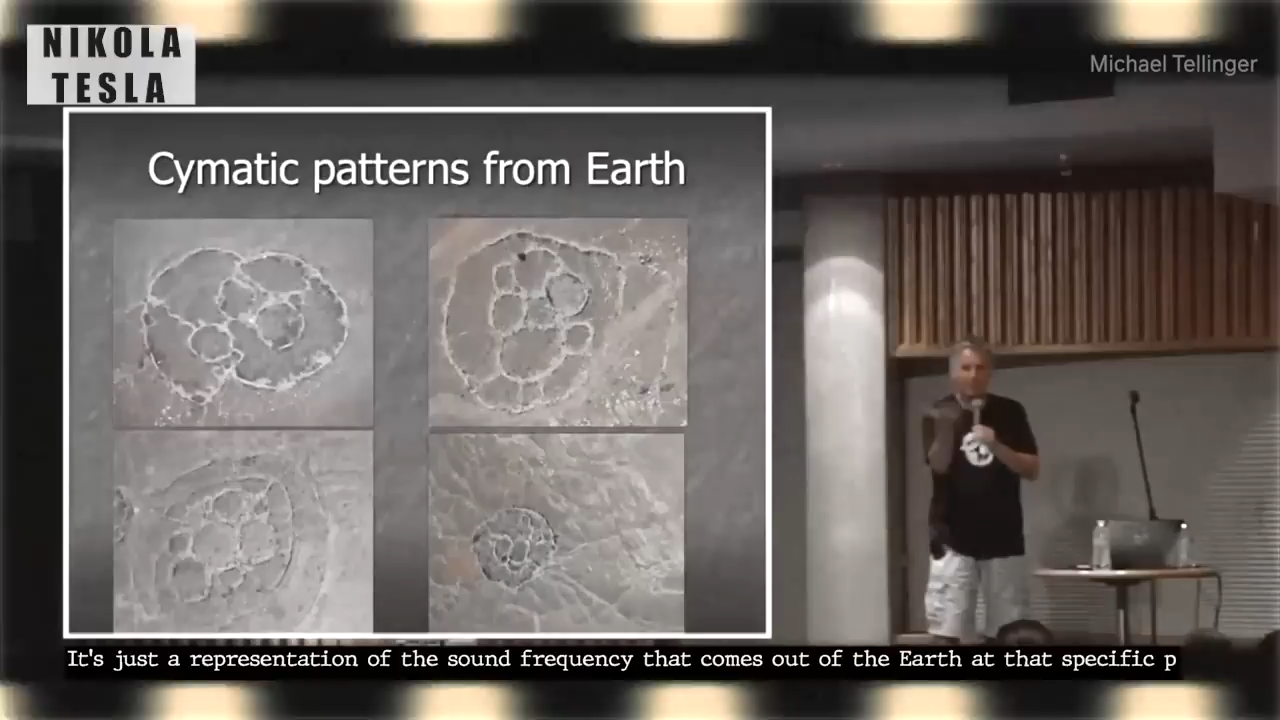 NIKOLA
TESLA
Michael Tellinger
Cymatic patterns from Earth
It's just a representation of the sound frequency that comes out of the Earth at that specific p